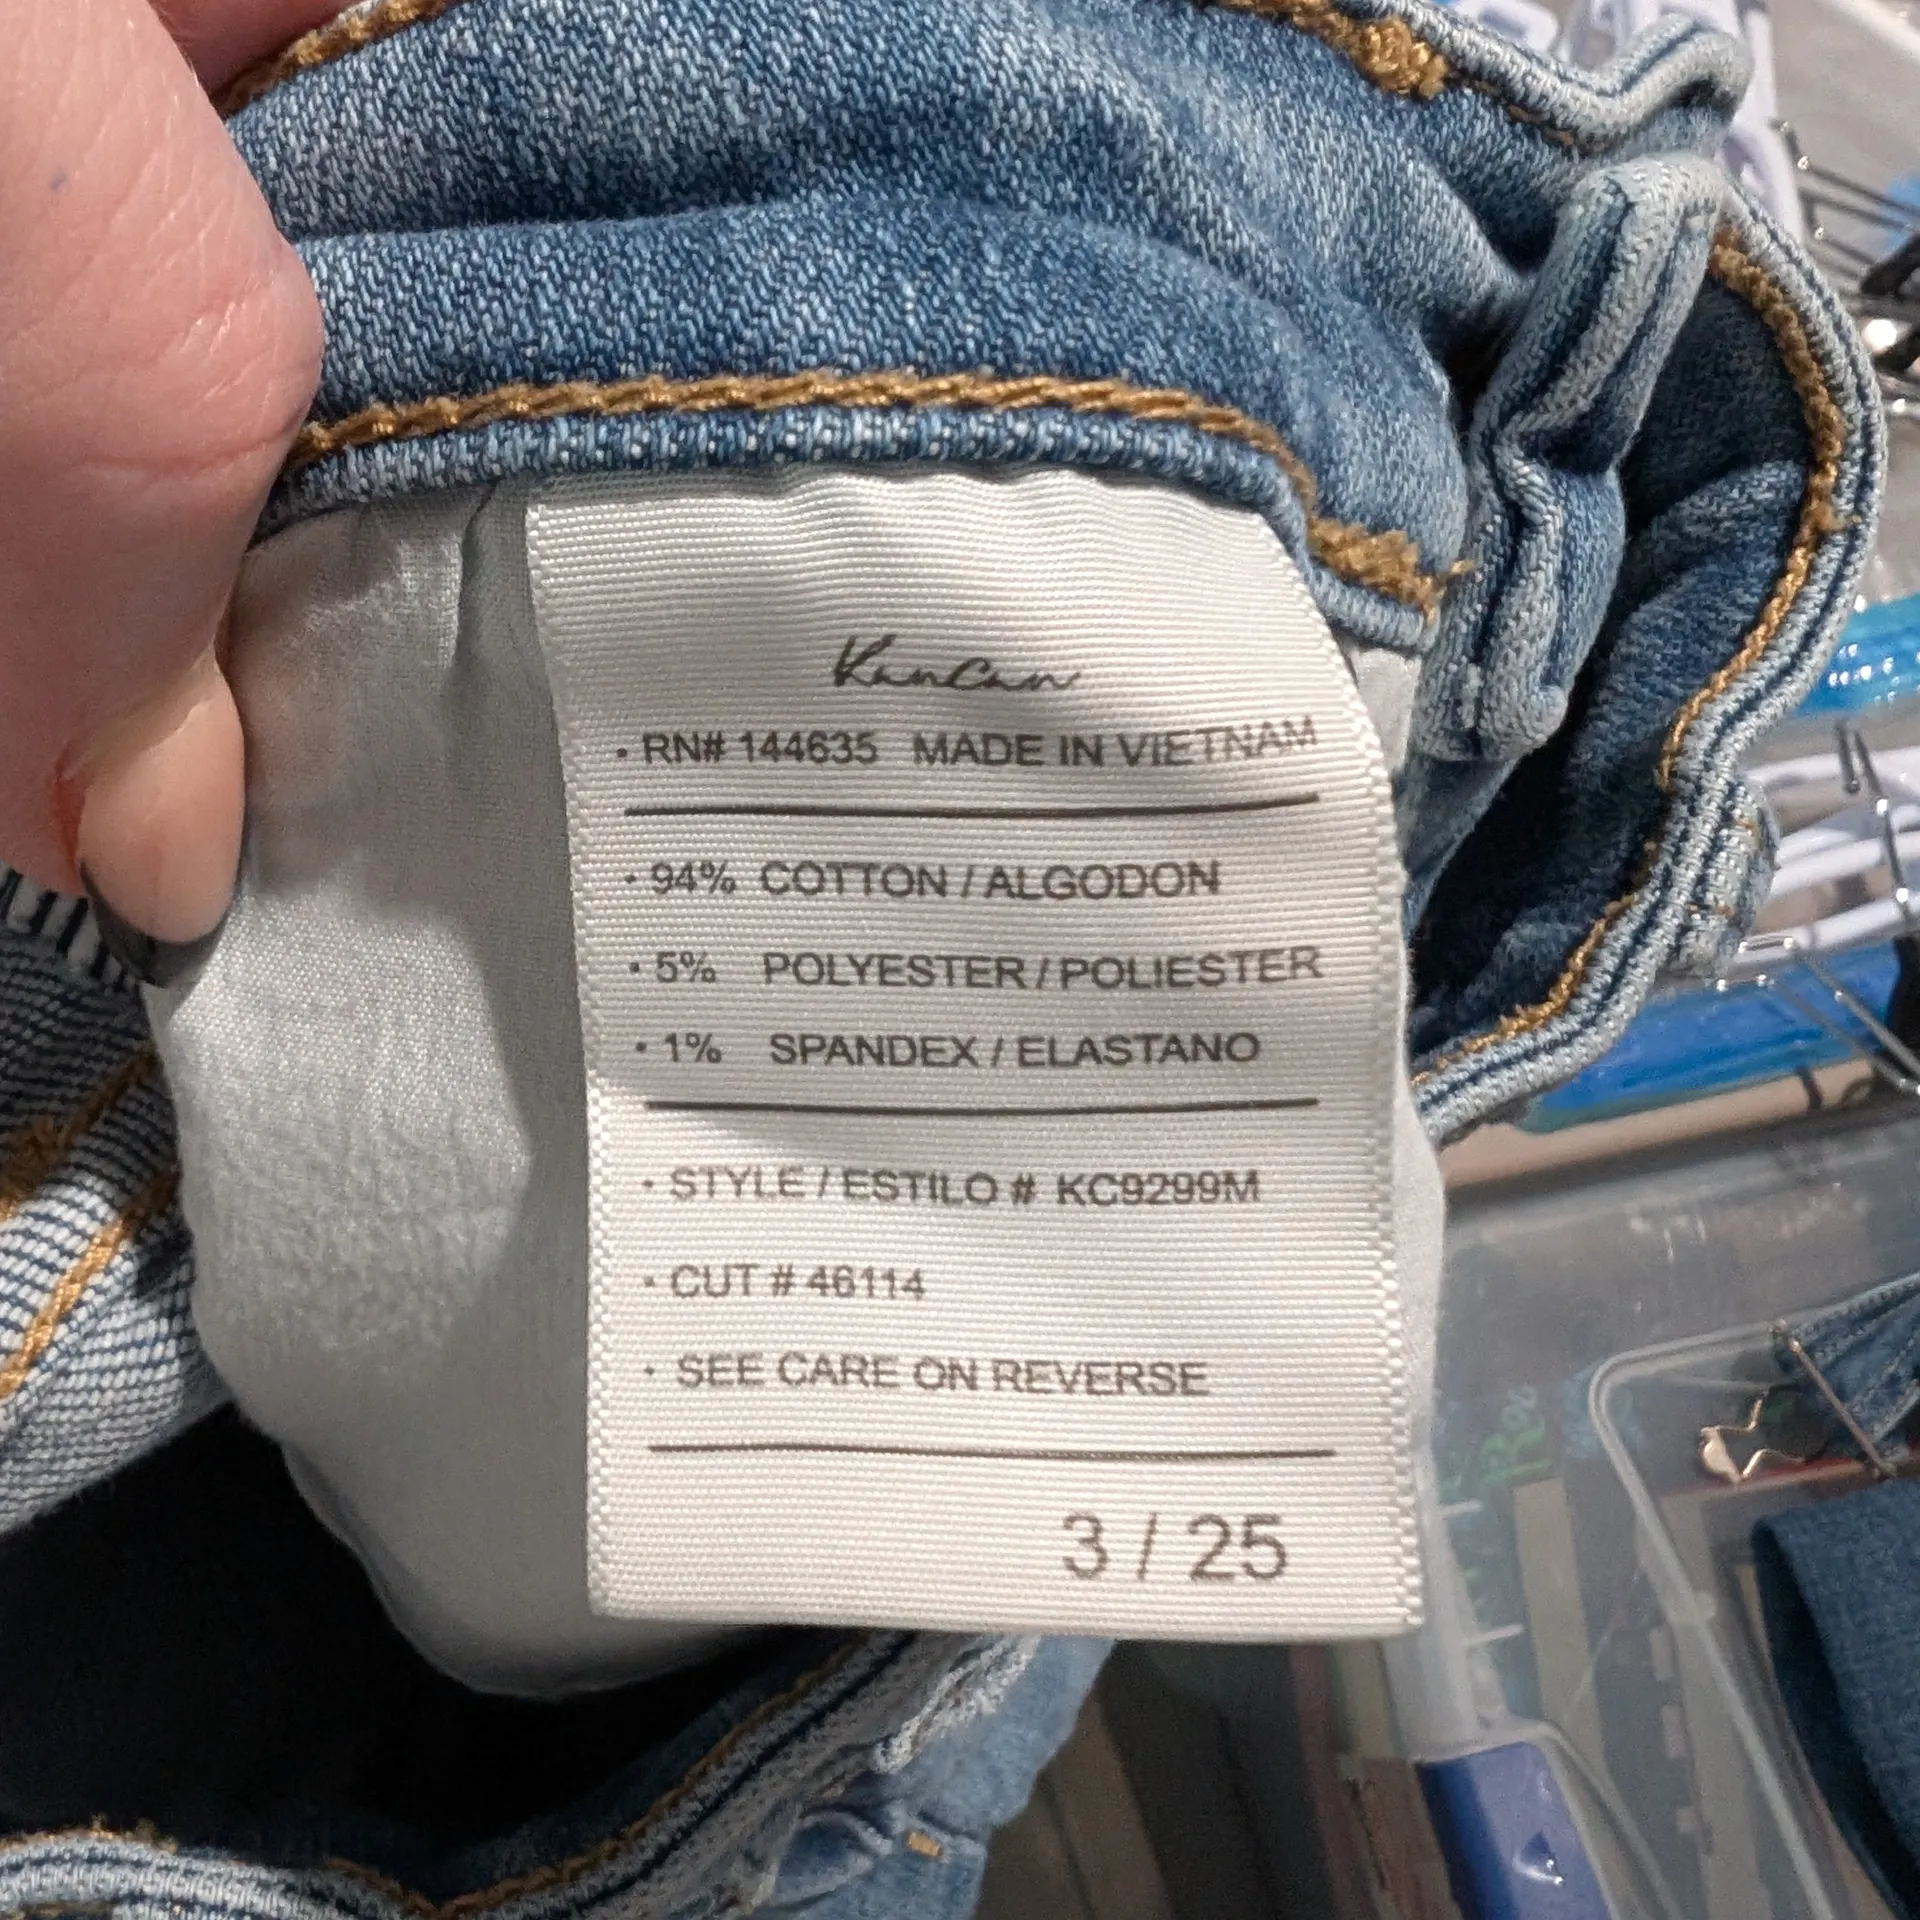 KanCan
· RN# 144635 MADE IN VIETNAM
· 94% COTTON / ALGODON
· 5% POLYESTER / POLIESTER
· 1% SPANDEX / ELASTANO
· STYLE / ESTILO # KC9299M
· CUT # 46114
· SEE CARE ON REVERSE
3 / 25